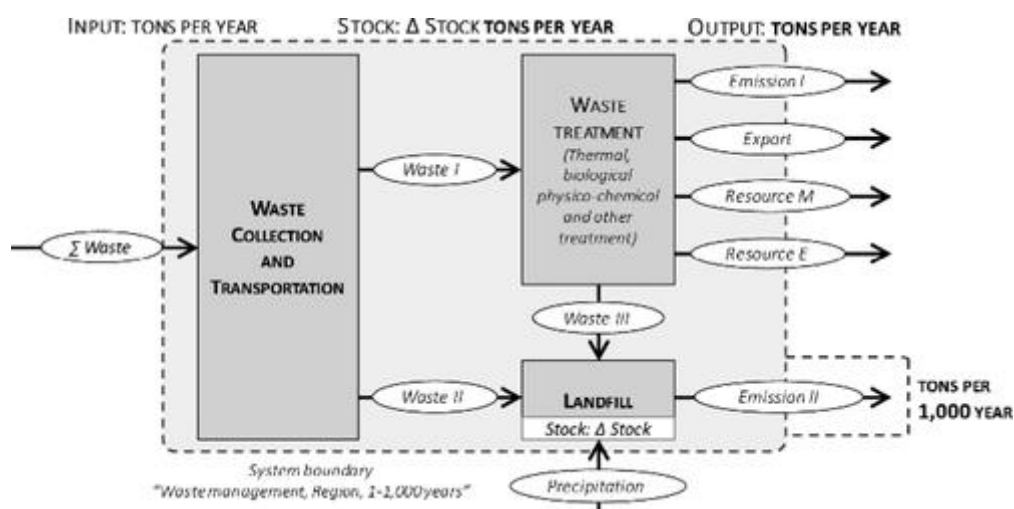 INPUT: TONS PER YEAR
STOCK: Δ STOCK TONS PER YEAR
OUTPUT: TONS PER YEAR
∑ Waste
WASTE
COLLECTION
AND
TRANSPORTATION
Waste I
Waste II
WASTE
TREATMENT
(Thermal,
biological
physico-chemical
and other
treatment)
Emission I
Export
Resource M
Resource E
Waste III
LANDFILL
Stock: Δ Stock
Emission II
TONS PER
1,000 YEAR
Precipitation
System boundary
"Waste management, Region, 1-1,000 years"